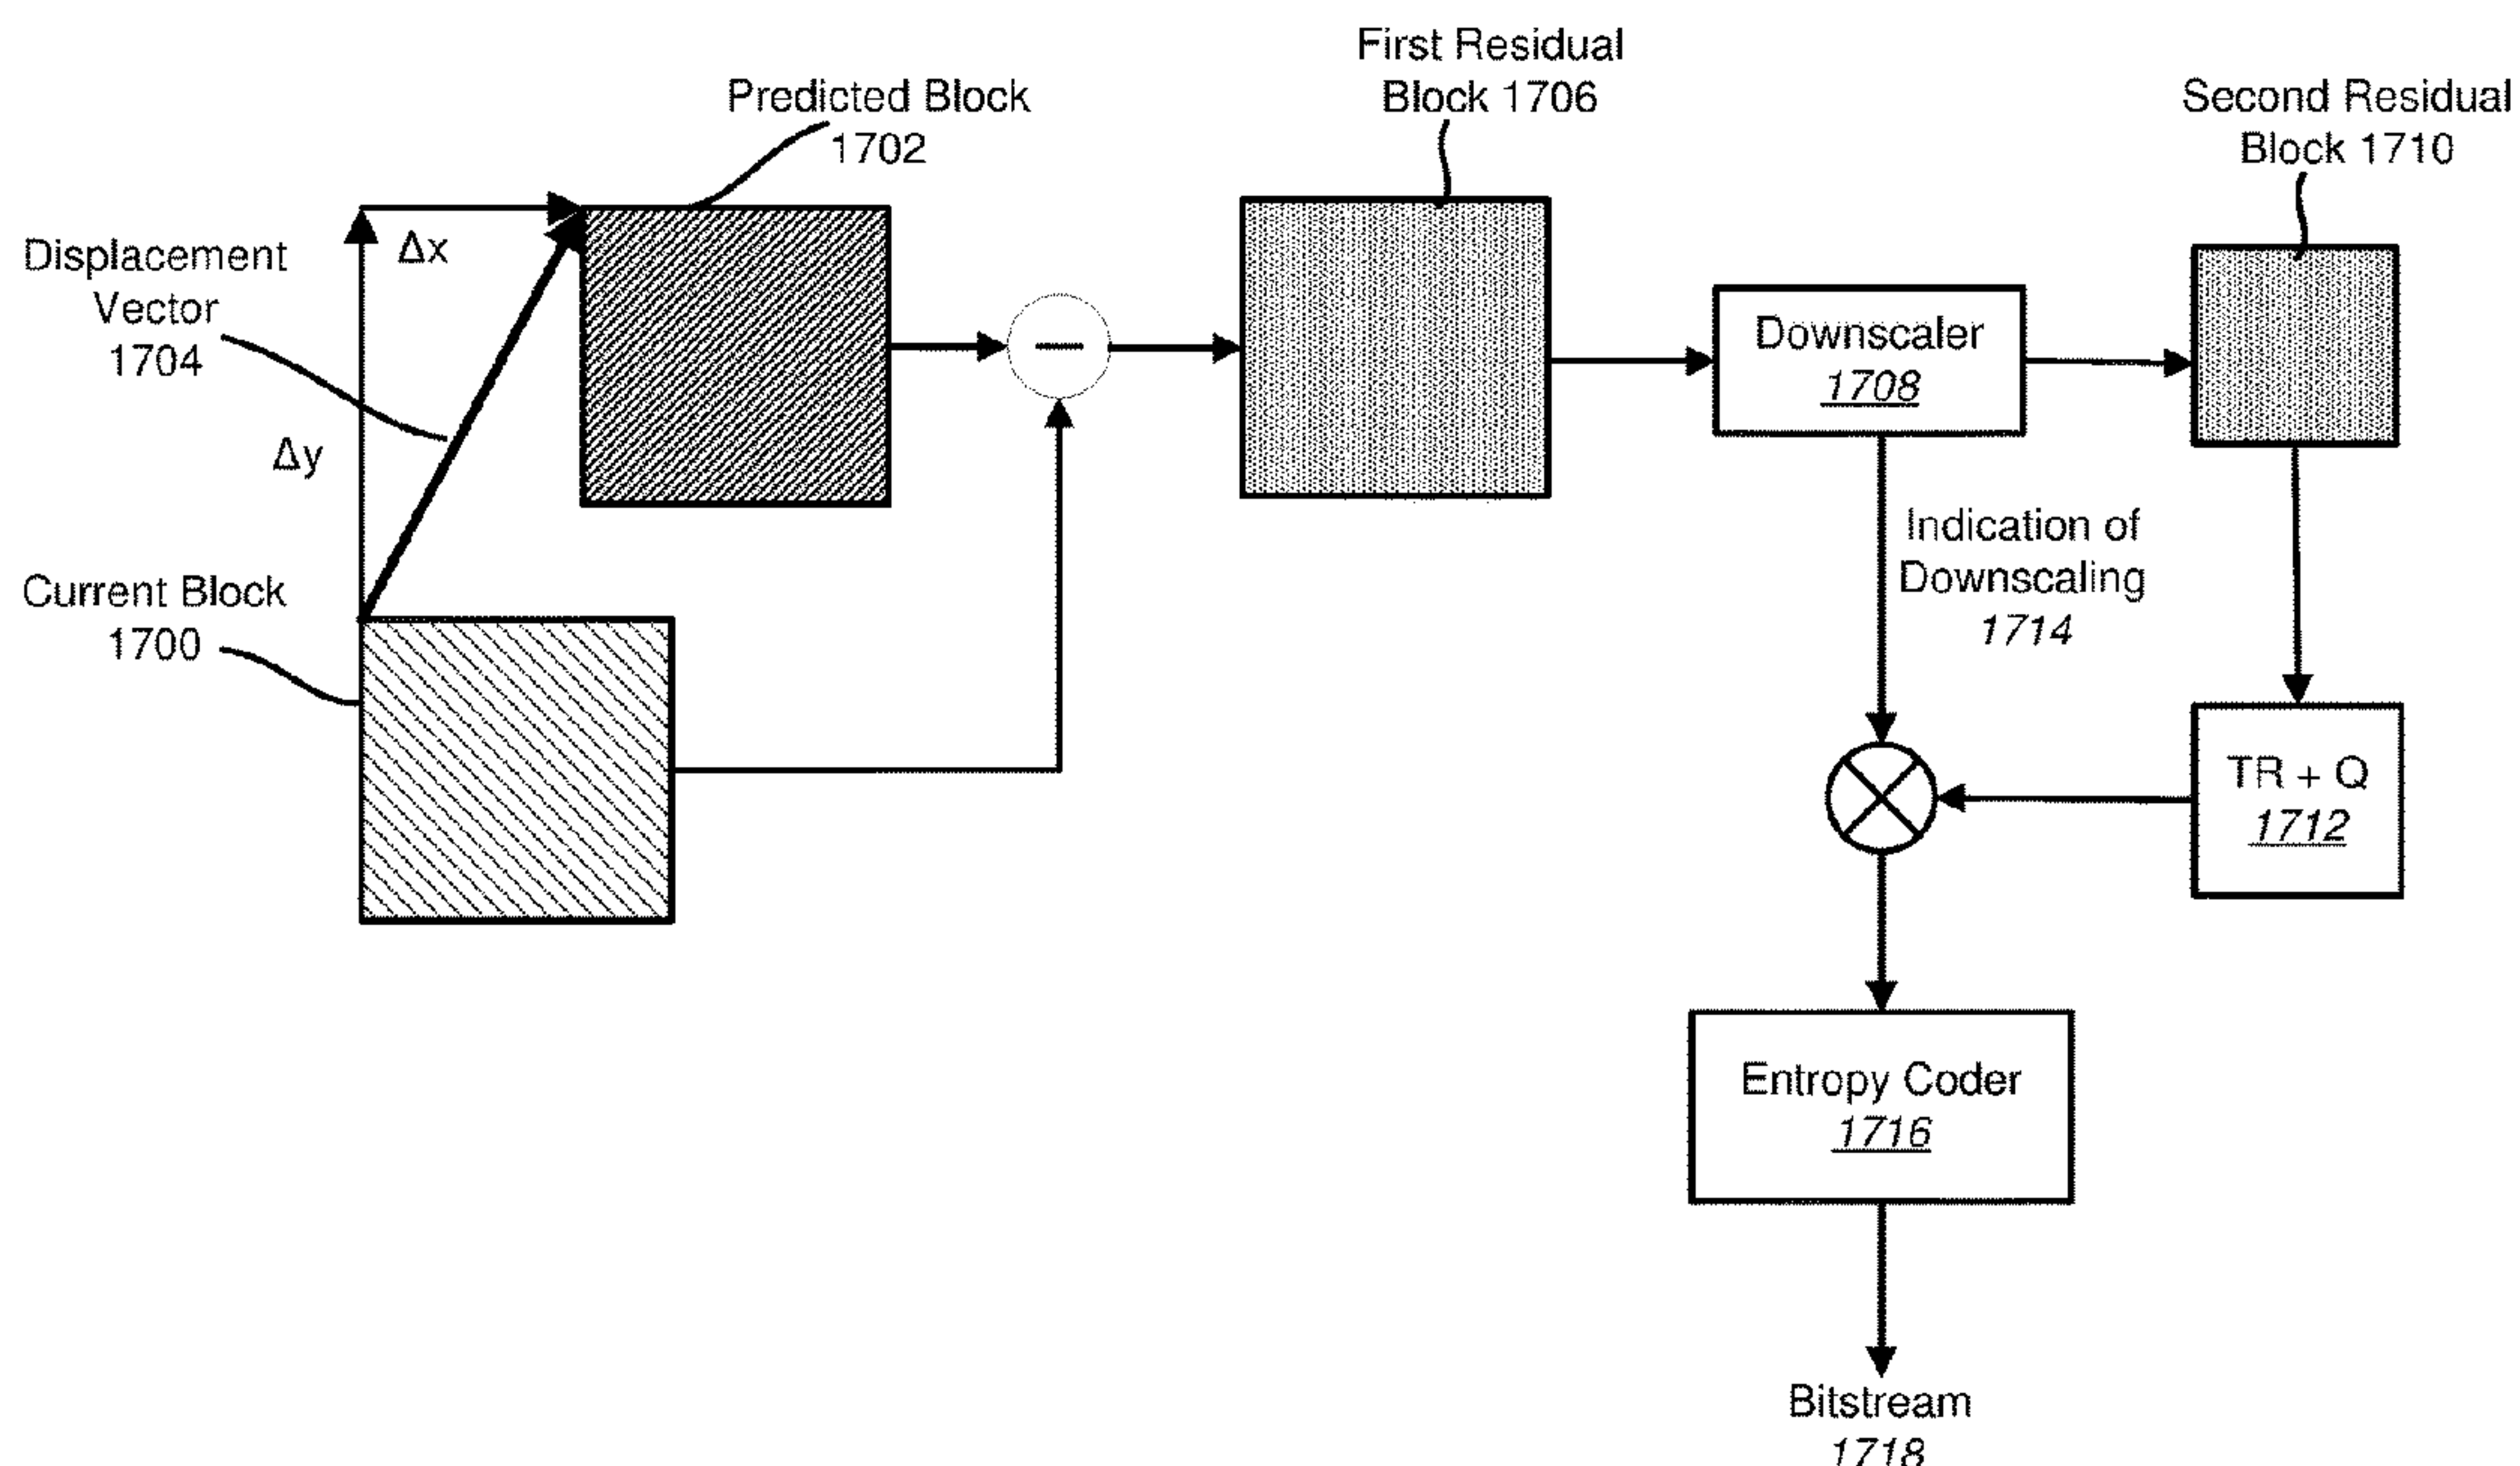 First Residual
Block 1706
Predicted Block
1702
Second Residual
Block 1710
Displacement
Vector
1704
Δx
Δy
Downscaler
1708
Current Block
1700
Indication of
Downscaling
1714
TR + Q
1712
Entropy Coder
1716
Bitstream
1718